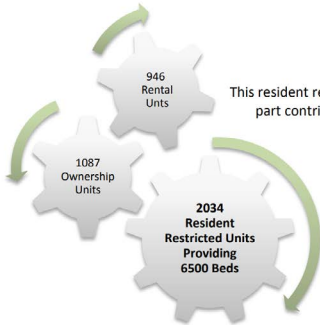 946
Rental
Unts
This resident re
part contri
1087
Ownership
Units
2034
Resident
Restricted Units
Providing
6500 Beds